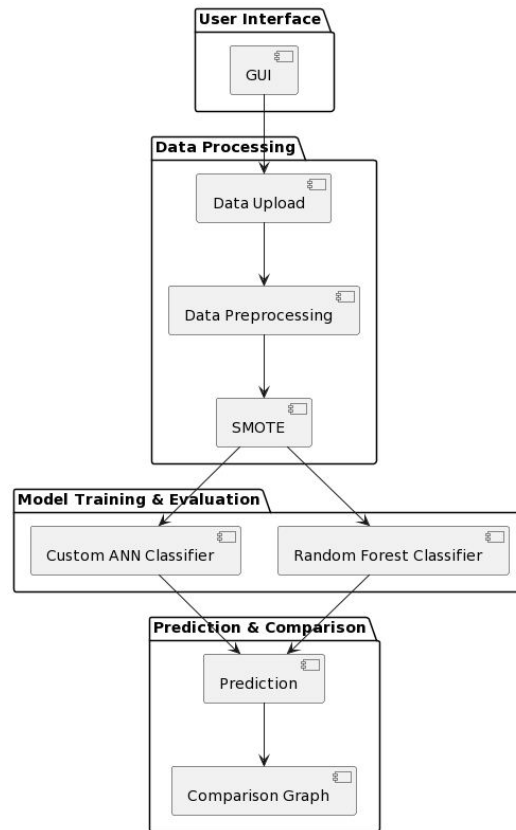 User Interface
GUI
Data Processing
Data Upload
Data Preprocessing
SMOTE
Model Training & Evaluation
Custom ANN Classifier
Random Forest Classifier
Prediction & Comparison
Prediction
Comparison Graph